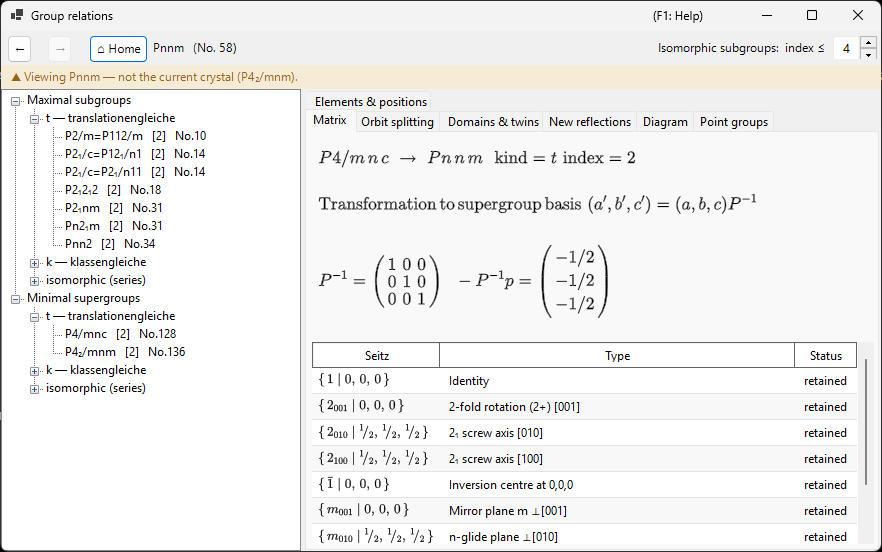 Group relations (F1: Help)
← → ⌂ Home Pnnm (No. 58) Isomorphic subgroups: index ≤ 4
▲ Viewing Pnnm — not the current crystal (P4₂/mnm).
Maximal subgroups
t — translationengleiche
P2/m=P112/m [2] No.10
P2₁/c=P12₁/n1 [2] No.14
P2₁/c=P2₁/n11 [2] No.14
P2₁2₁2 [2] No.18
P2₁nm [2] No.31
Pn2₁m [2] No.31
Pnn2 [2] No.34
k — klassengleiche
isomorphic (series)
Minimal supergroups
t — translationengleiche
P4/mnc [2] No.128
P4₂/mnm [2] No.136
k — klassengleiche
isomorphic (series)
Elements & positions
Matrix Orbit splitting Domains & twins New reflections Diagram Point groups
P4/mnc → Pnnm kind = t index = 2
Transformation to supergroup basis (a′, b′, c′) = (a, b, c)P⁻¹
1 0 0 −1/2
P⁻¹ = 0 1 0 − P⁻¹p = −1/2
0 0 1 −1/2
Seitz Type Status
{ 1 | 0, 0, 0 } Identity retained
{ 2₀₀₁ | 0, 0, 0 } 2-fold rotation (2+) [001] retained
{ 2₀₁₀ | ¹/₂, ¹/₂, ¹/₂ } 2₁ screw axis [010] retained
{ 2₁₀₀ | ¹/₂, ¹/₂, ¹/₂ } 2₁ screw axis [100] retained
{ 1̄ | 0, 0, 0 } Inversion centre at 0,0,0 retained
{ m₀₀₁ | 0, 0, 0 } Mirror plane m ⊥[001] retained
{ m₀₁₀ | ¹/₂, ¹/₂, ¹/₂ } n-glide plane ⊥[010] retained